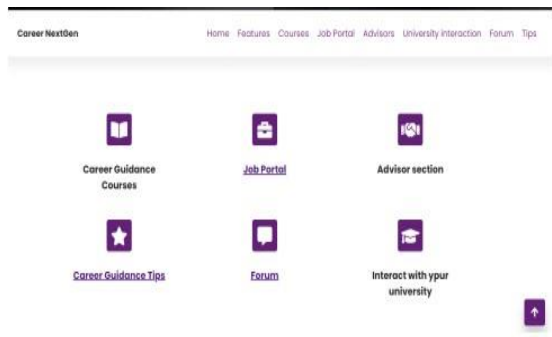 Career NextGen
Home Features Courses Job Portal Advisors University interaction Forum Tips
Career Guidance
Courses
Job Portal
Advisor section
Career Guidance Tips
Forum
Interact with ypur
university